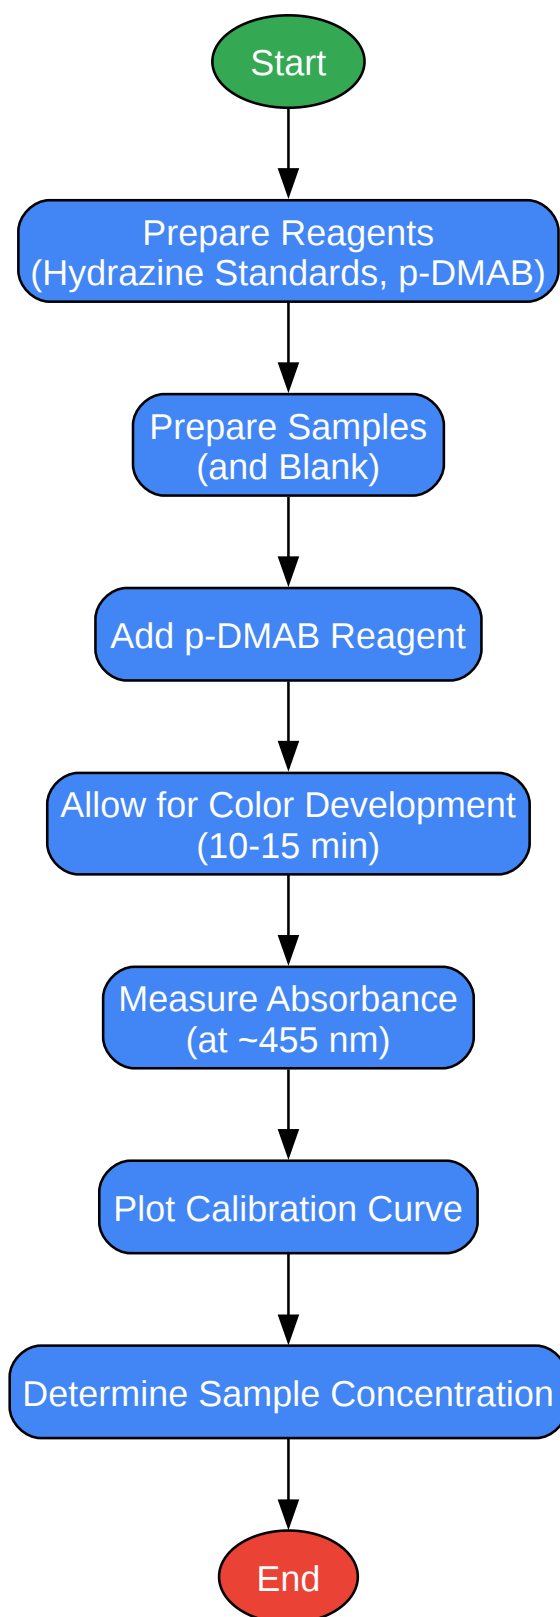 Start
Prepare Reagents
(Hydrazine Standards, p-DMAB)
Prepare Samples
(and Blank)
Add p-DMAB Reagent
Allow for Color Development
(10-15 min)
Measure Absorbance
(at ~455 nm)
Plot Calibration Curve
Determine Sample Concentration
End